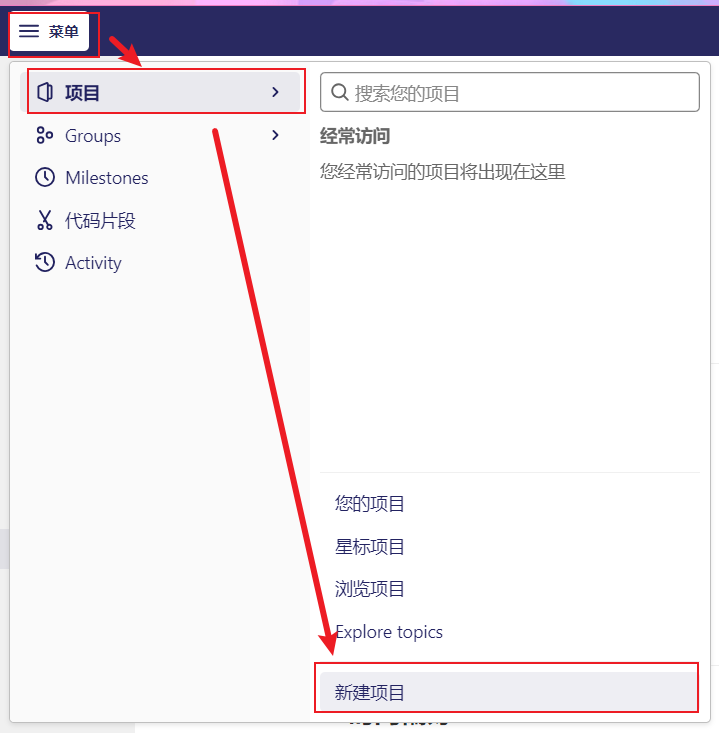 菜单
项目
Groups
Milestones
代码片段
Activity
搜索您的项目
经常访问
您经常访问的项目将出现在这里
您的项目
星标项目
浏览项目
Explore topics
新建项目